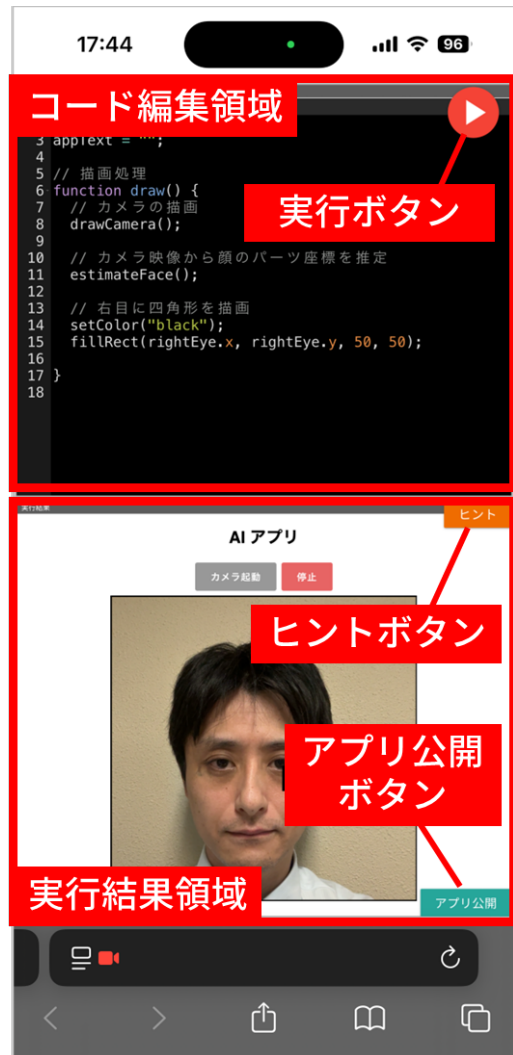 17:44
96
コード編集領域
3 appText = "";
4
5 // 描画処理
6 function draw() {
7 // カメラの描画
8 drawCamera();
9
10 // カメラ映像から顔のパーツ座標を推定
11 estimateFace();
12
13 // 右目に四角形を描画
14 setColor("black");
15 fillRect(rightEye.x, rightEye.y, 50, 50);
16
17 }
18
実行ボタン
実行結果
ヒント
AI アプリ
カメラ起動 停止
ヒントボタン
アプリ公開
ボタン
実行結果領域
アプリ公開